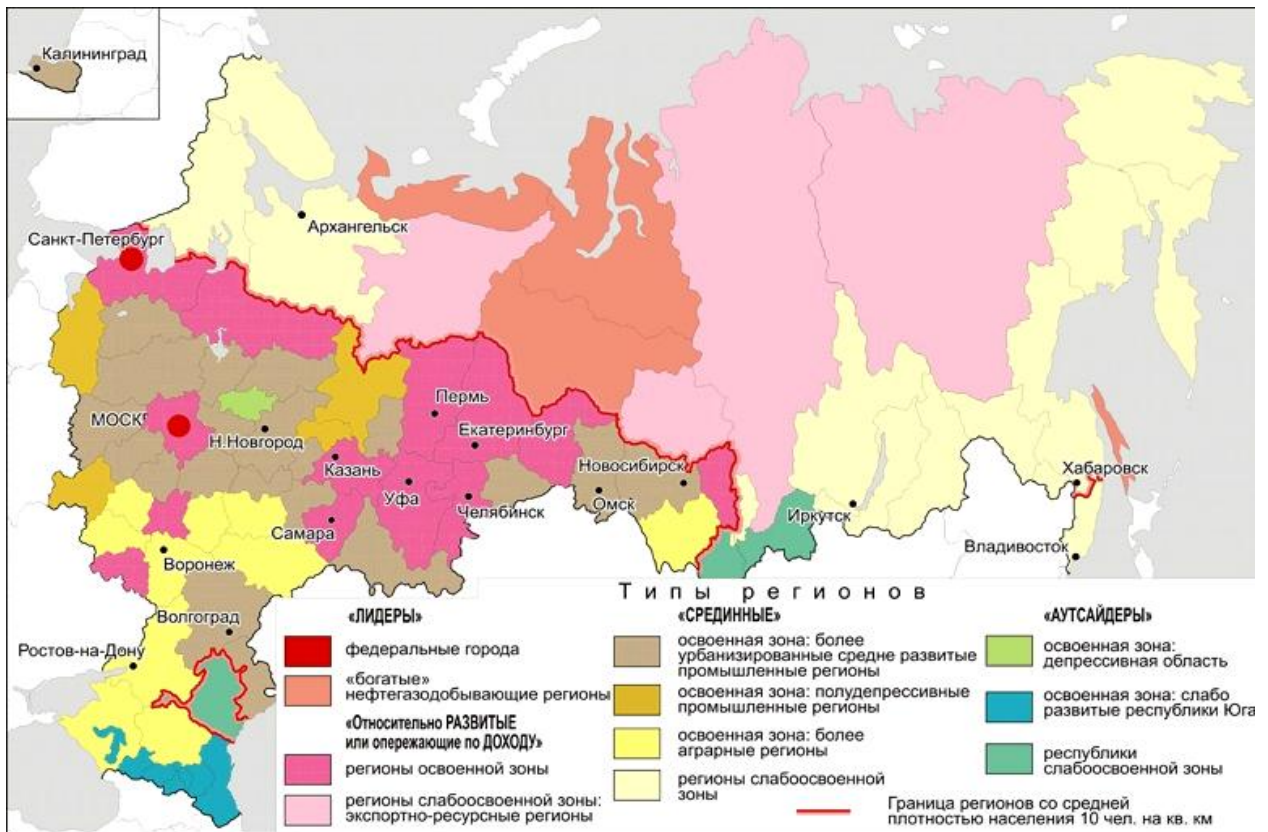 Калининград
Архангельск
Санкт-Петербург
Пермь
МОСКВ
Екатеринбург
Н.Новгород
Новосибирск
Хабаровск
Казань
Уфа
Омск
Иркутск
Челябинск
Самара
Владивосток
Воронеж
Волгоград
Ростов-на-Дону
Типы регионов
«ЛИДЕРЫ»
федеральные города
«богатые»
нефтегазодобывающие регионы
«Относительно РАЗВИТЫЕ
или опережающие по ДОХОДУ»
регионы освоенной зоны
регионы слабоосвоенной зоны:
экспортно-ресурсные регионы
«СРЕДИННЫЕ»
освоенная зона: более
урбанизированные средне развитые
промышленные регионы
освоенная зона: полудепрессивные
промышленные регионы
освоенная зона: более
аграрные регионы
регионы слабоосвоенной
зоны
«АУТСАЙДЕРЫ»
освоенная зона:
депрессивная область
освоенная зона: слабо
развитые республики Юга
республики
слабоосвоенной зоны
Граница регионов со средней
плотностью населения 10 чел. на кв. км